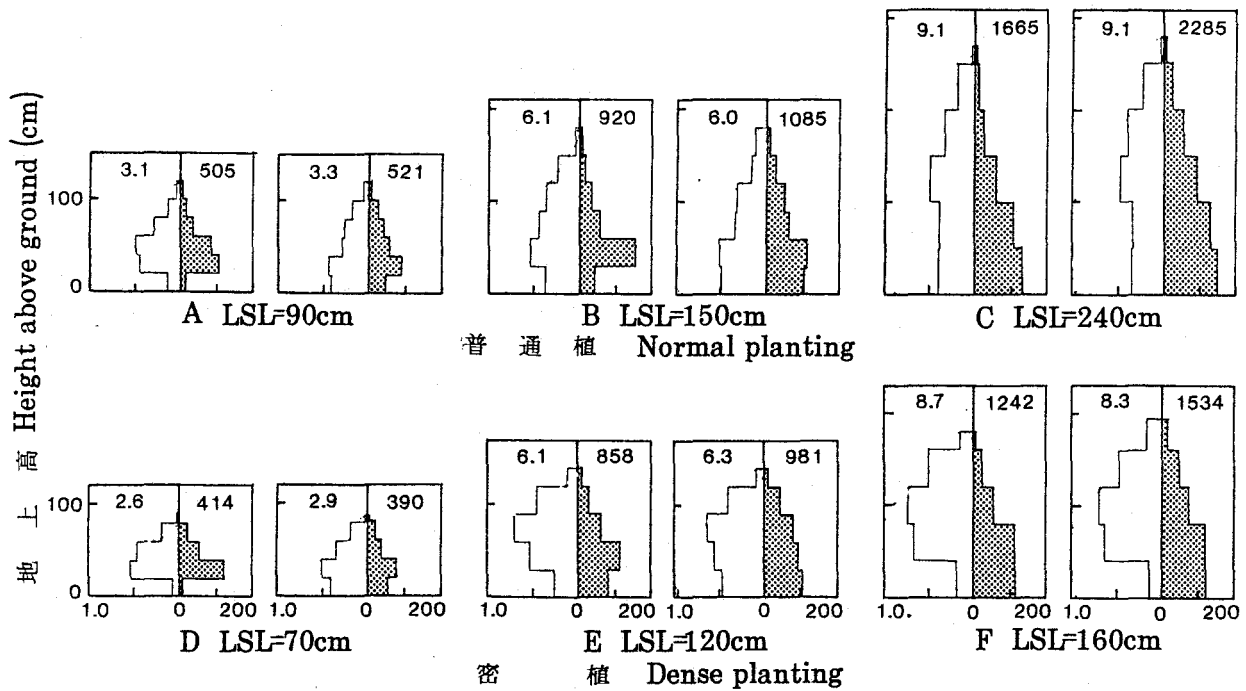 地 上 高 Height above ground (cm)
9.1 1665
9.1 2285
6.1 920
6.0 1085
3.1 505
3.3 521
100
0
A LSL=90cm
B LSL=150cm
C LSL=240cm
普 通 植 Normal planting
8.7 1242
8.3 1534
6.1 858
6.3 981
2.6 414
2.9 390
100
0
1.0 0 200
1.0 0 200
1.0 0 200
1.0 0 200
1.0. 0 200
1.0 0 200
D LSL=70cm
E LSL=120cm
F LSL=160cm
密 植 Dense planting